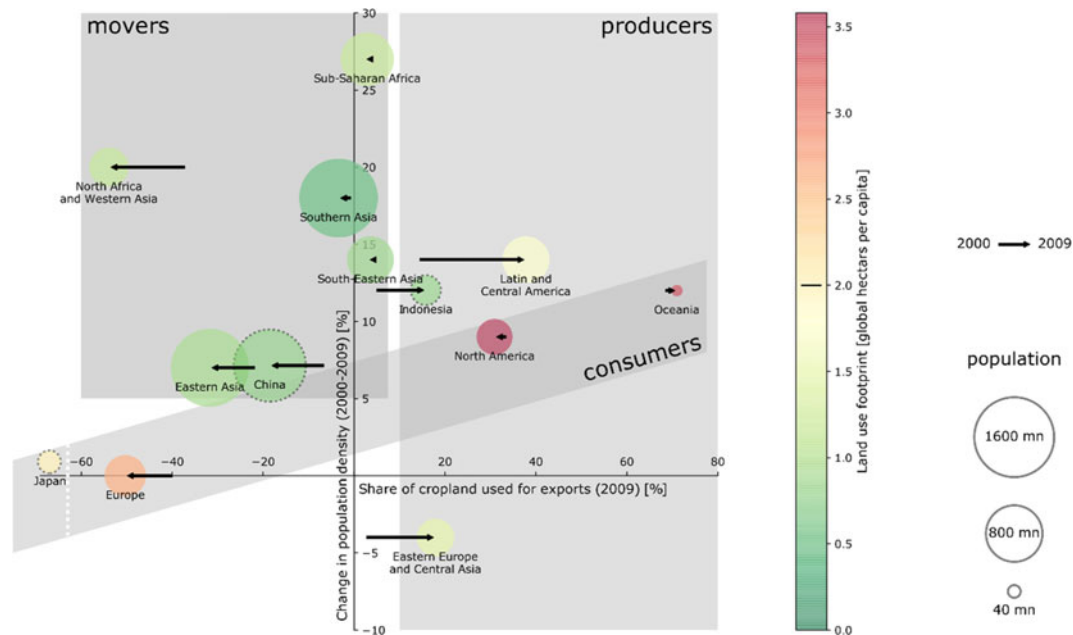 movers
producers
consumers
30
25
20
15
10
5
−5
−10
−60
−40
−20
20
40
60
80
Change in population density (2000-2009) [%]
Share of cropland used for exports (2009) [%]
Sub-Saharan Africa
North Africa
and Western Asia
Southern Asia
South-Eastern Asia
Latin and
Central America
Indonesia
Oceania
North America
Eastern Asia
China
Japan
Europe
Eastern Europe
and Central Asia
3.5
3.0
2.5
2.0
1.5
1.0
0.5
0.0
Land use footprint [global hectars per capita]
2000
2009
population
1600 mn
800 mn
40 mn